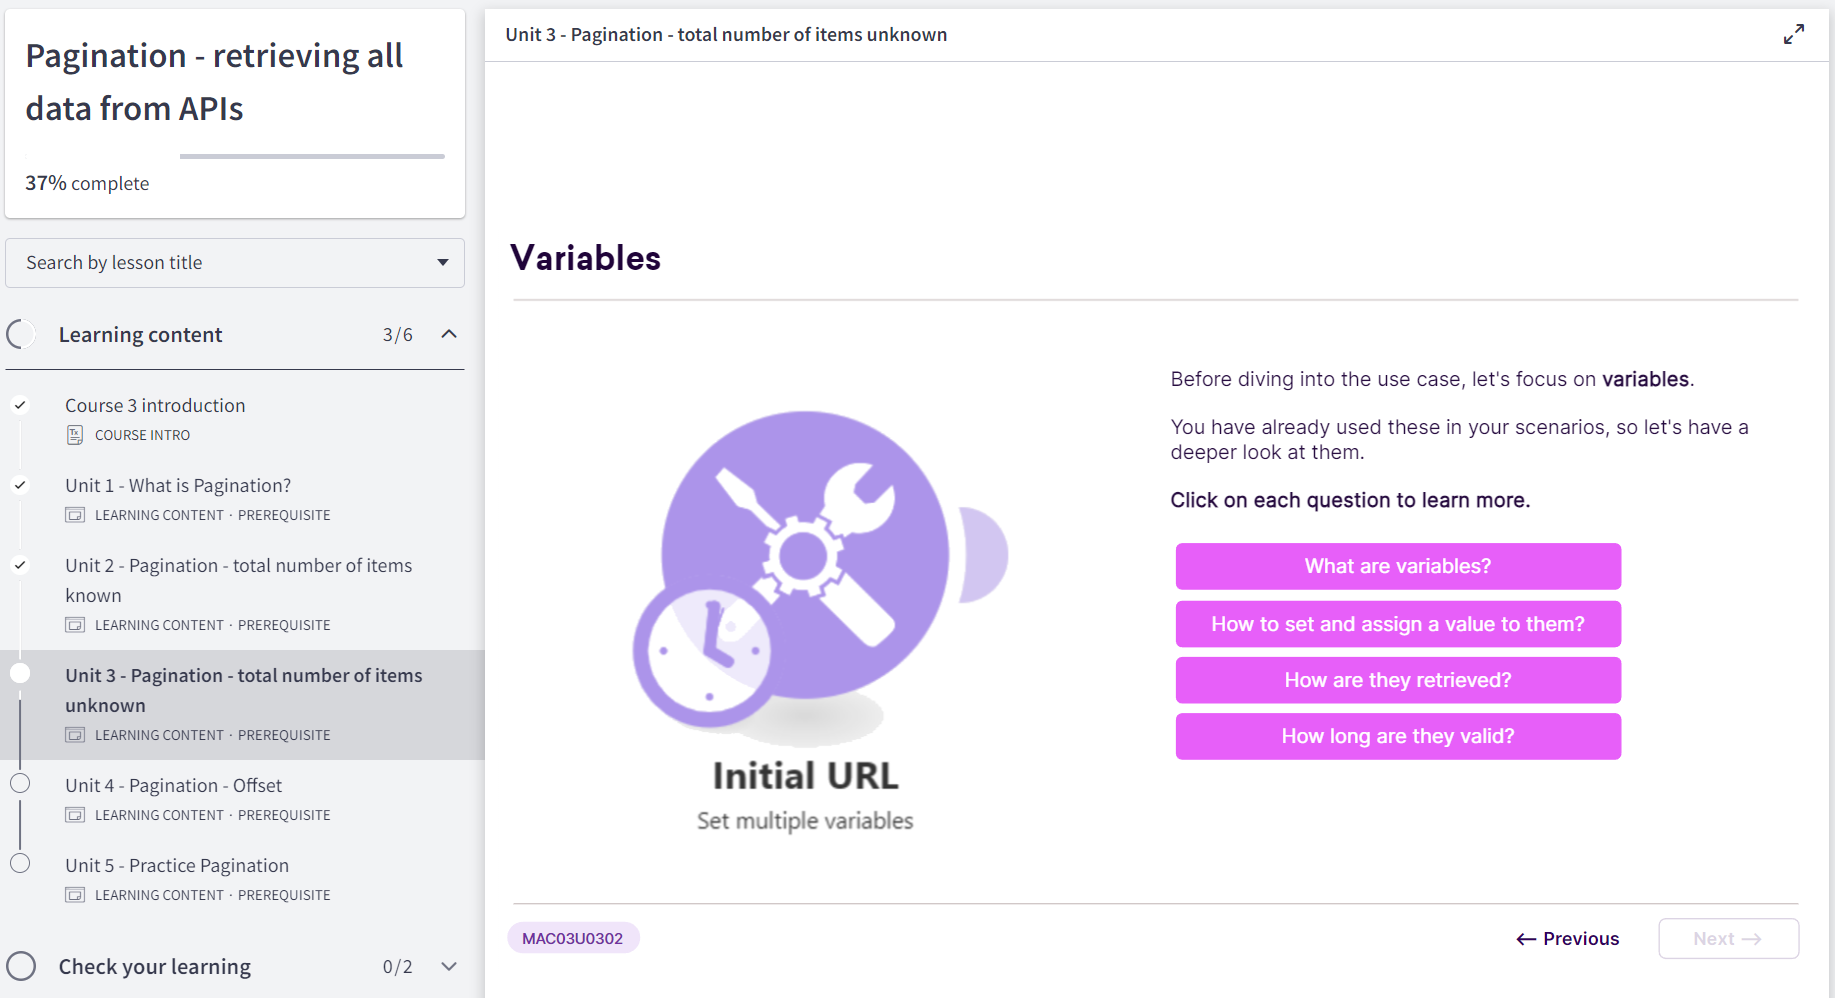 Pagination - retrieving all
data from APIs
37% complete
Search by lesson title
Learning content 3/6
Course 3 introduction
COURSE INTRO
Unit 1 - What is Pagination?
LEARNING CONTENT · PREREQUISITE
Unit 2 - Pagination - total number of items
known
LEARNING CONTENT · PREREQUISITE
Unit 3 - Pagination - total number of items
unknown
LEARNING CONTENT · PREREQUISITE
Unit 4 - Pagination - Offset
LEARNING CONTENT · PREREQUISITE
Unit 5 - Practice Pagination
LEARNING CONTENT · PREREQUISITE
Check your learning 0/2
Unit 3 - Pagination - total number of items unknown
Variables
Initial URL
Set multiple variables
Before diving into the use case, let's focus on variables.
You have already used these in your scenarios, so let's have a
deeper look at them.
Click on each question to learn more.
What are variables?
How to set and assign a value to them?
How are they retrieved?
How long are they valid?
MAC03U0302
← Previous
Next →